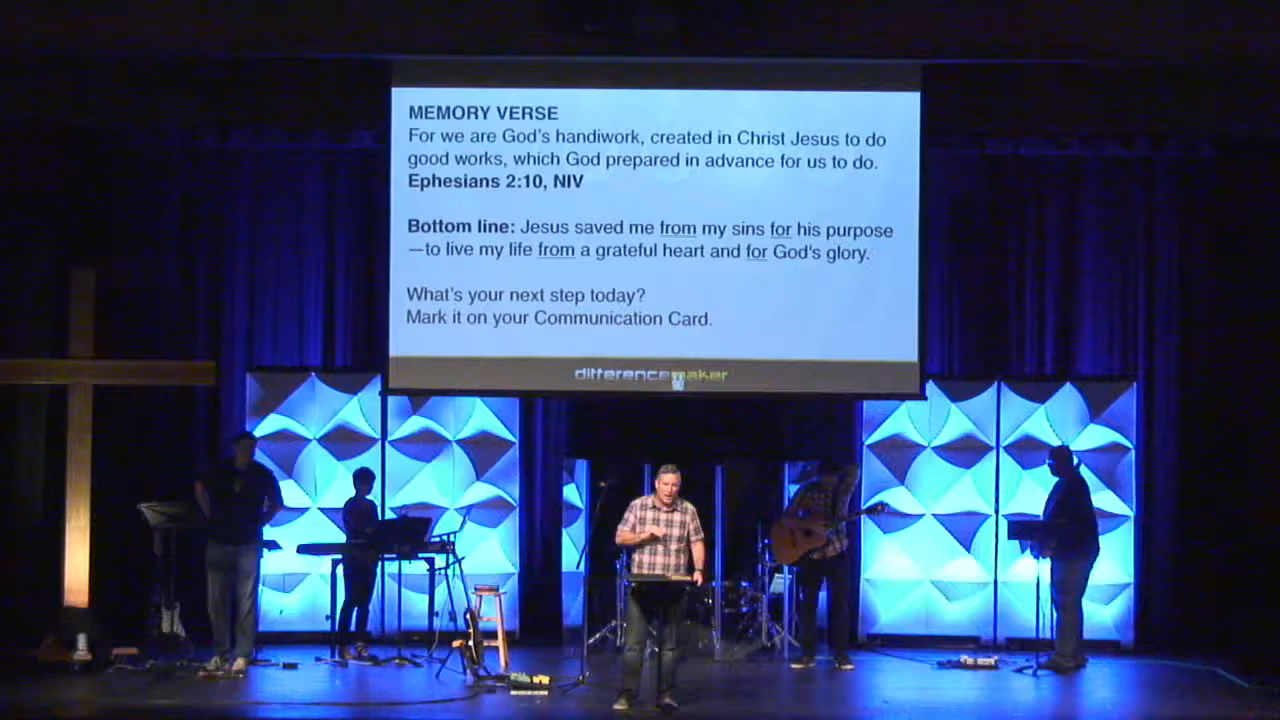 MEMORY VERSE
For we are God's handiwork, created in Christ Jesus to do
good works, which God prepared in advance for us to do.
Ephesians 2:10, NIV
Bottom line: Jesus saved me from my sins for his purpose
—to live my life from a grateful heart and for God's glory.
What's your next step today?
Mark it on your Communication Card.
differencemaker